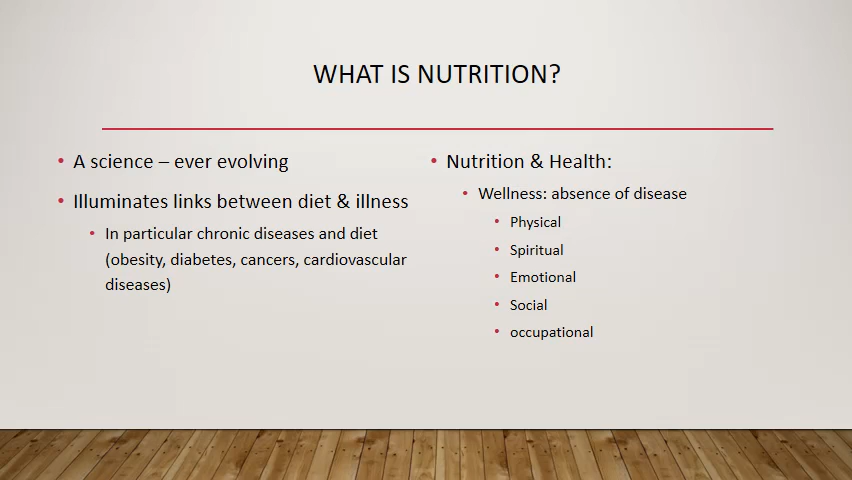 WHAT IS NUTRITION?
• A science – ever evolving
• Illuminates links between diet & illness
• In particular chronic diseases and diet
(obesity, diabetes, cancers, cardiovascular
diseases)
• Nutrition & Health:
• Wellness: absence of disease
• Physical
• Spiritual
• Emotional
• Social
• occupational